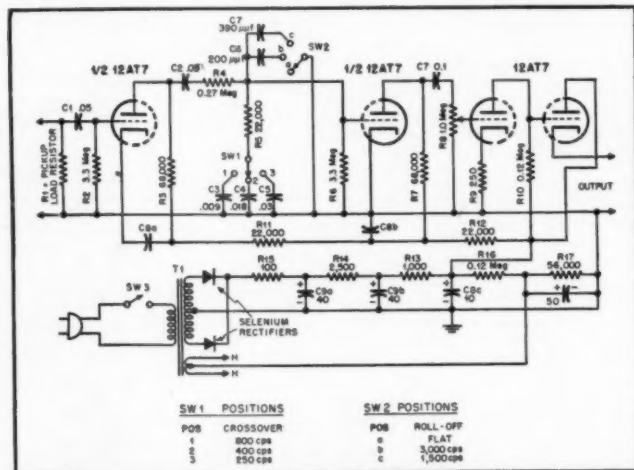 C7
390 µµf
c
C6
200 µµf
b
SW2
a
1/2 12AT7
C2 .05
R4
0.27 Meg
1/2 12AT7
C7 0.1
12AT7
C1 .05
R1 = PICKUP
LOAD RESISTOR
R2 3.3 Meg
R3 68,000
R5 22,000
SW1
1
2
3
C3
.009
C4
.018
C5
.03
R6 3.3 Meg
R7 68,000
R8 1.0 Meg
R9 250
R10 0.12 Meg
OUTPUT
C8a
R11
22,000
C8b
R12
22,000
T1
SW3
R15
100
R14
2,500
R13
1,000
R16
0.12 Meg
R17
56,000
SELENIUM
RECTIFIERS
+
-
C9a
40
+
-
C9b
40
+
-
C8c
10
+ -
50
H
H
SW1 POSITIONS
POS CROSSOVER
1 800 cps
2 400 cps
3 250 cps
SW2 POSITIONS
POS ROLL-OFF
a FLAT
b 3,000 cps
c 1,500 cps